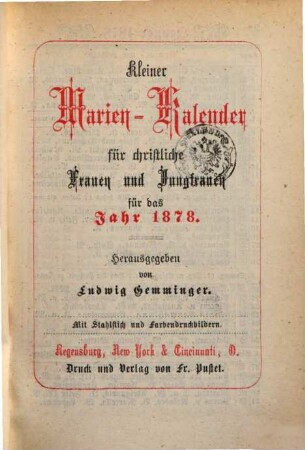 Kleiner
Marien-Kalender
für christliche
Frauen und Jungfrauen
für das
Jahr 1878.
Herausgegeben
von
Ludwig Gemminger.
Mit Stahlstich und Farbendruckbildern.
Regensburg, New York & Cincinnati, O.
Druck und Verlag von Fr. Pustet.